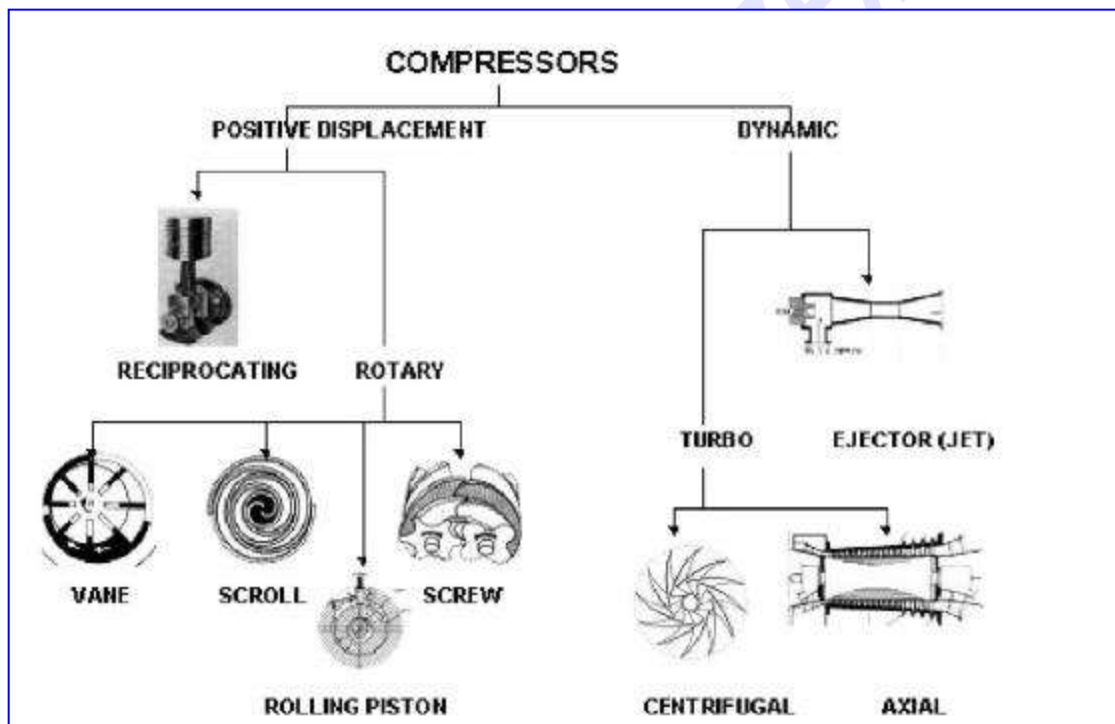 COMPRESSORS
POSITIVE DISPLACEMENT DYNAMIC
RECIPROCATING ROTARY
TURBO EJECTOR (JET)
VANE SCROLL SCREW
ROLLING PISTON CENTRIFUGAL AXIAL